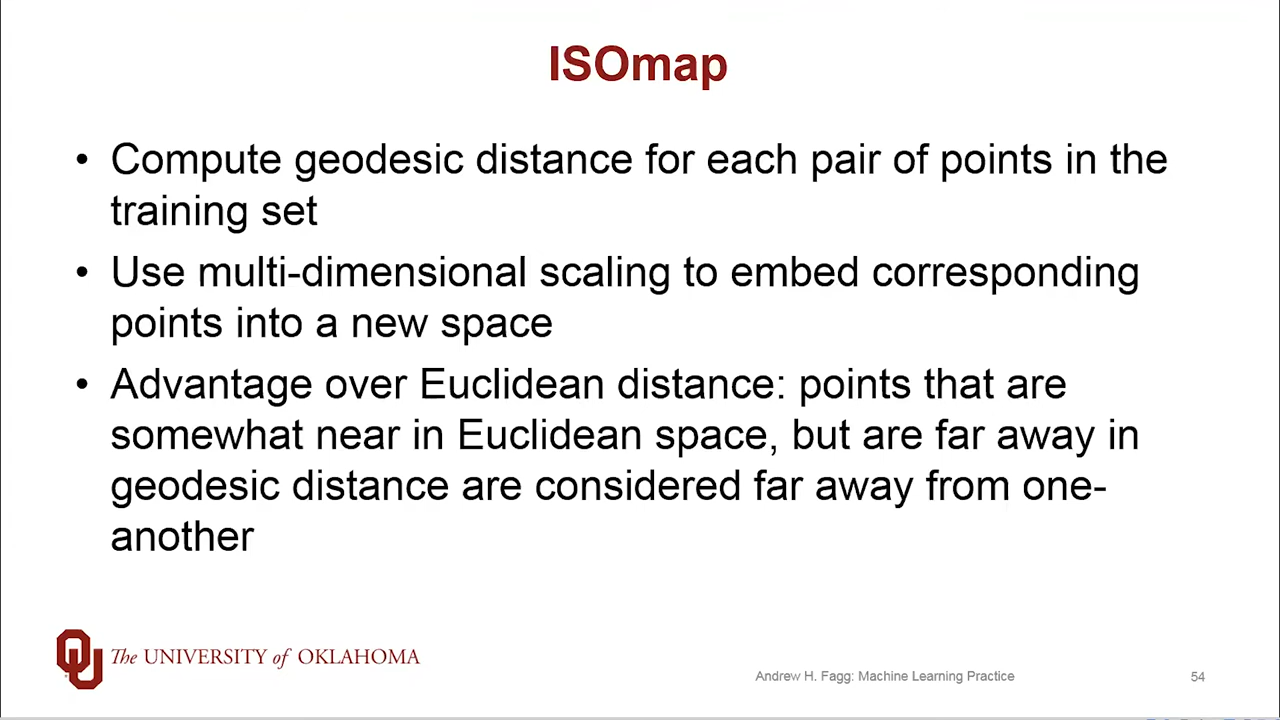 ISOmap
• Compute geodesic distance for each pair of points in the
training set
• Use multi-dimensional scaling to embed corresponding
points into a new space
• Advantage over Euclidean distance: points that are
somewhat near in Euclidean space, but are far away in
geodesic distance are considered far away from one-
another
The UNIVERSITY of OKLAHOMA
Andrew H. Fagg: Machine Learning Practice
54